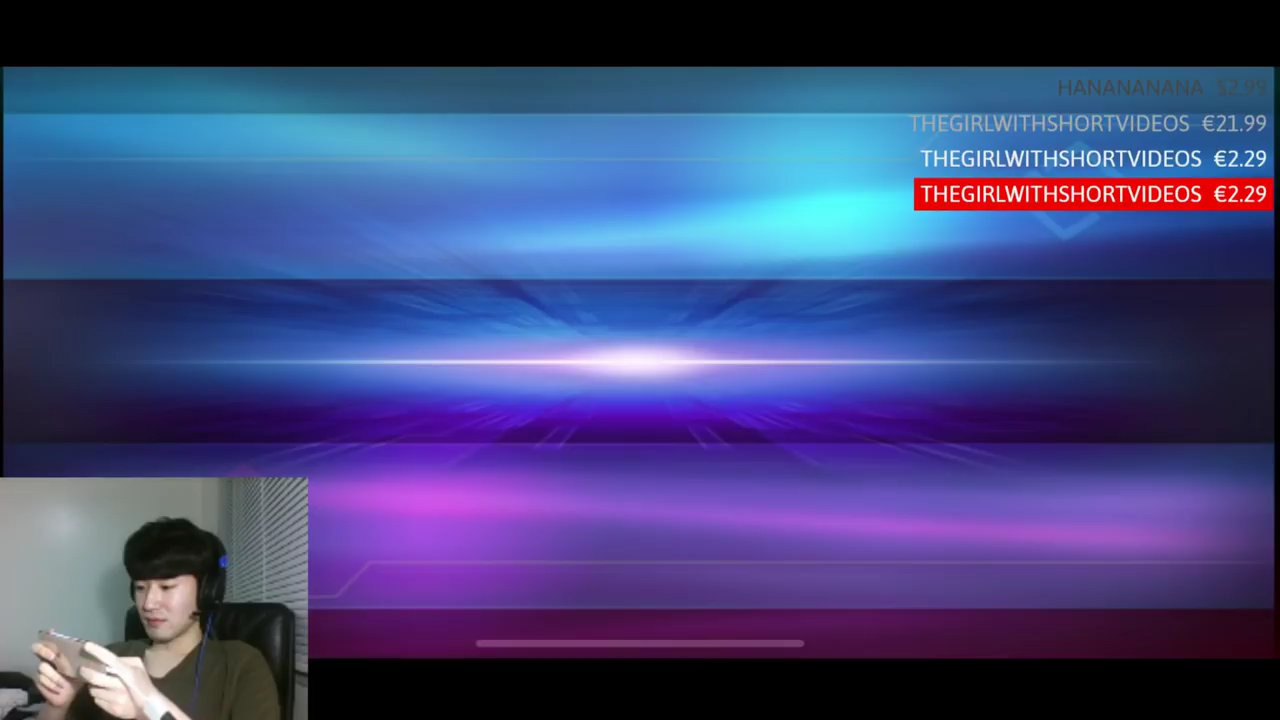 HANANANANA $2.99
THEGIRLWITHSHORTVIDEOS €21.99
THEGIRLWITHSHORTVIDEOS €2.29
THEGIRLWITHSHORTVIDEOS €2.29